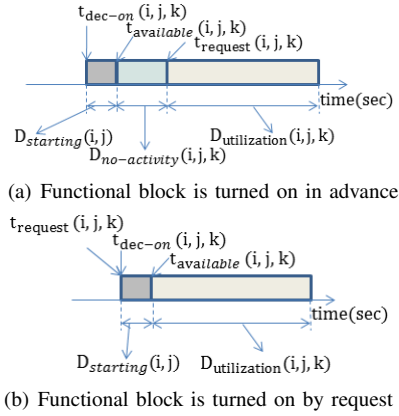 t_dec−on (i, j, k)
t_available (i, j, k)
t_request (i, j, k)
time(sec)
D_starting(i, j)
D_utilization(i, j, k)
D_no−activity(i, j, k)
(a) Functional block is turned on in advance
t_request (i, j, k)
t_dec−on (i, j, k)
t_available (i, j, k)
time(sec)
D_starting(i, j)
D_utilization(i, j, k)
(b) Functional block is turned on by request